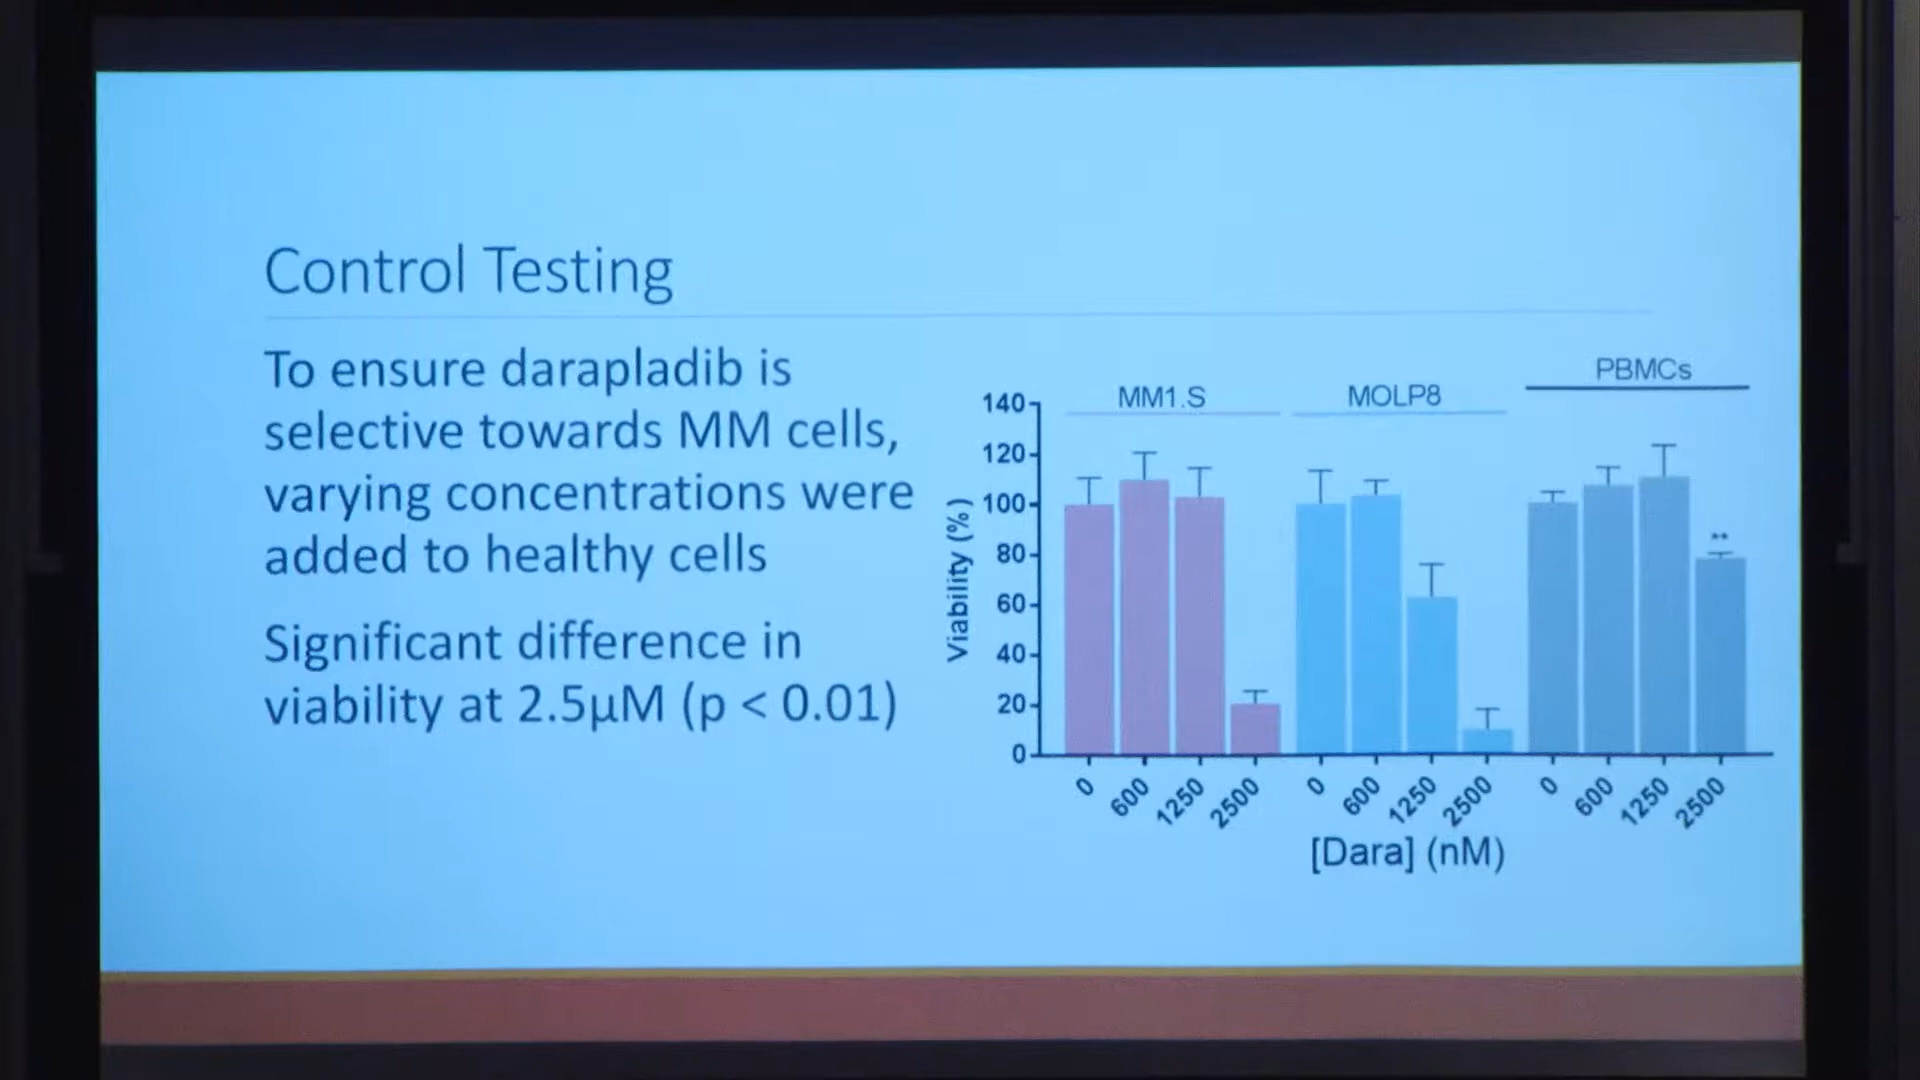 Control Testing
To ensure darapladib is
selective towards MM cells,
varying concentrations were
added to healthy cells
Significant difference in
viability at 2.5µM (p < 0.01)
MM1.S MOLP8 PBMCs
140
120
100
80
60
40
20
0
Viability (%)
**
0 600 1250 2500 0 600 1250 2500 0 600 1250 2500
[Dara] (nM)